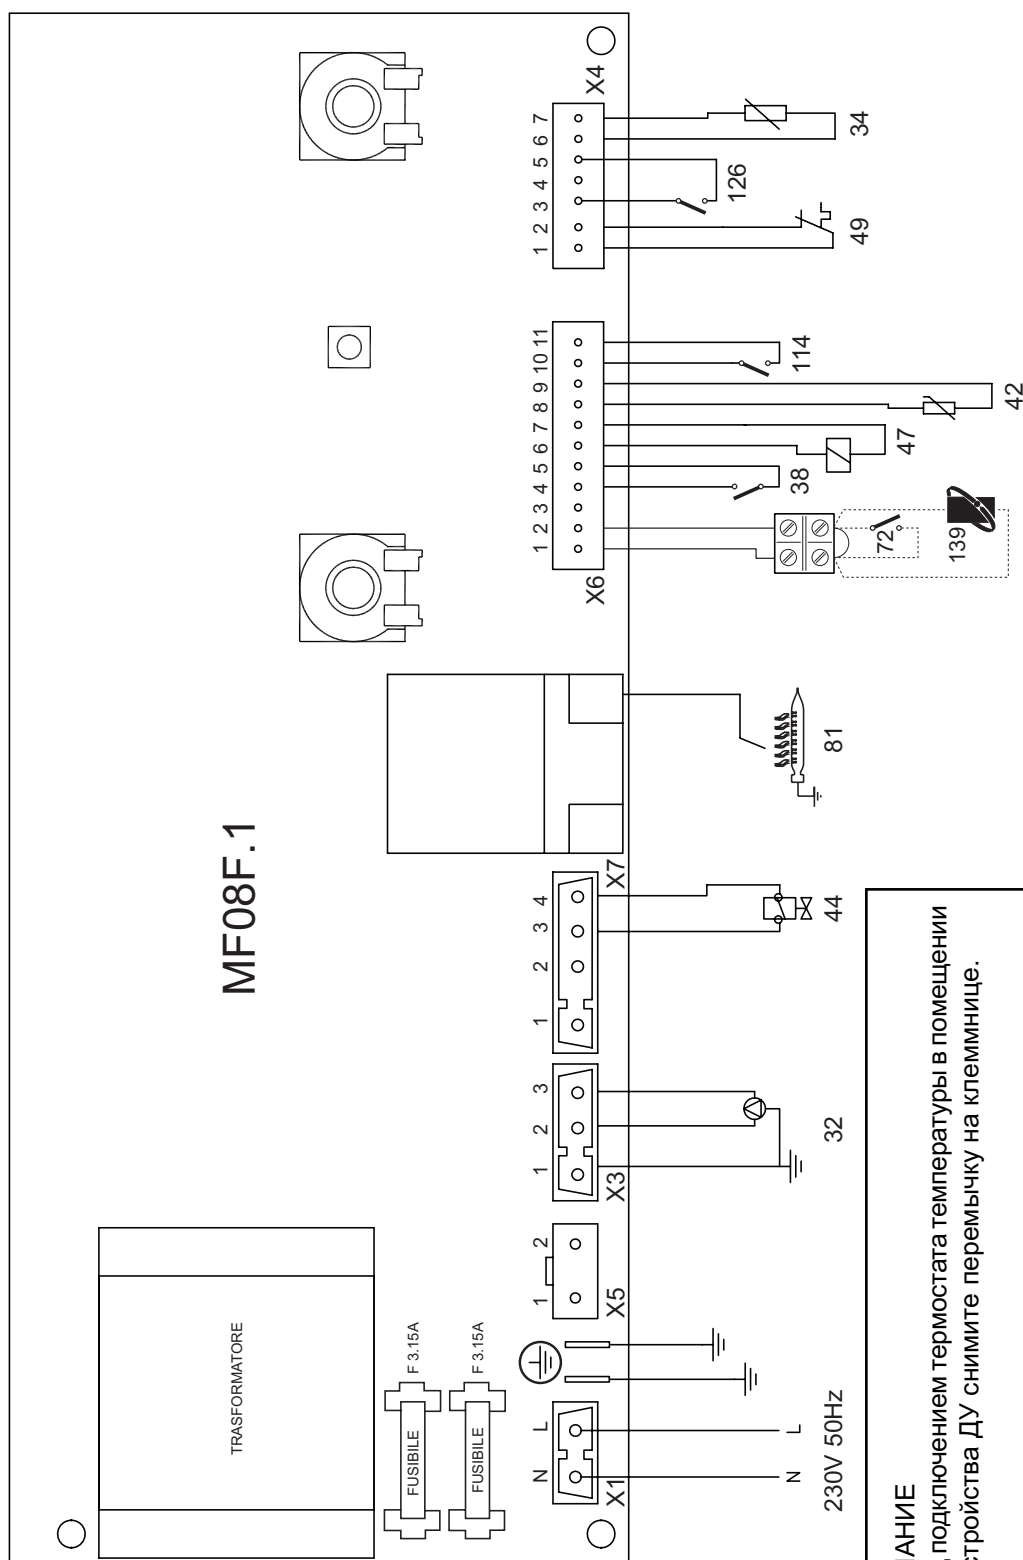 MF08F.1
TRASFORMATORE
FUSIBILE
F 3.15A
FUSIBILE
F 3.15A
N L
X1
1 2
X5
1 2 3
X3
1 2 3 4
X7
1 2 3 4 5 6 7 8 9 10 11
X6
1 2 3 4 5 6 7
X4
N L
230V 50Hz
32
44
81
72
139
38
47
42
114
49
126
34
подключением термостата температуры в помещении
ДУ снимите перемычку на клеммнице.